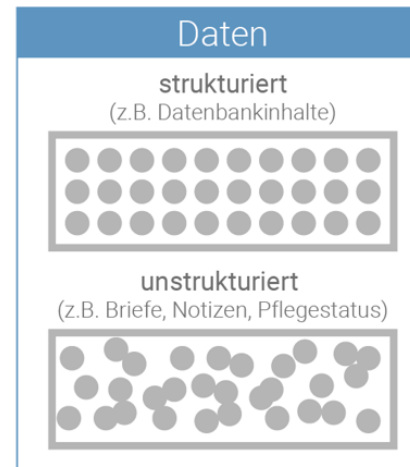 Daten
strukturiert
(z.B. Datenbankinhalte)
unstrukturiert
(z.B. Briefe, Notizen, Pflegestatus)